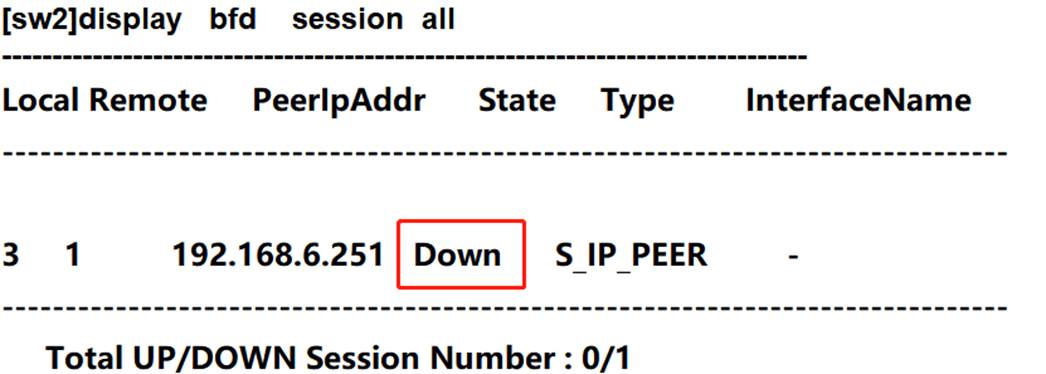 [sw2]display bfd session all
--------------------------------------------------------------------------------
Local Remote PeerIpAddr State Type InterfaceName
--------------------------------------------------------------------------------
3 1 192.168.6.251 Down S_IP_PEER -
--------------------------------------------------------------------------------
Total UP/DOWN Session Number : 0/1